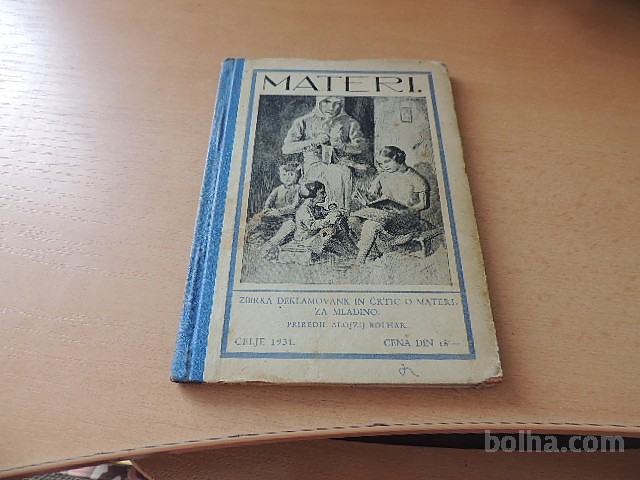 MATERI.
ZBIRKA DEKLAMOVANK IN ČRTIC O MATERI.
ZA MLADINO.
PRIREDIL ALOJZIJ BOLHAR.
CELJE 1931. CENA DIN 18'—
bolha.com